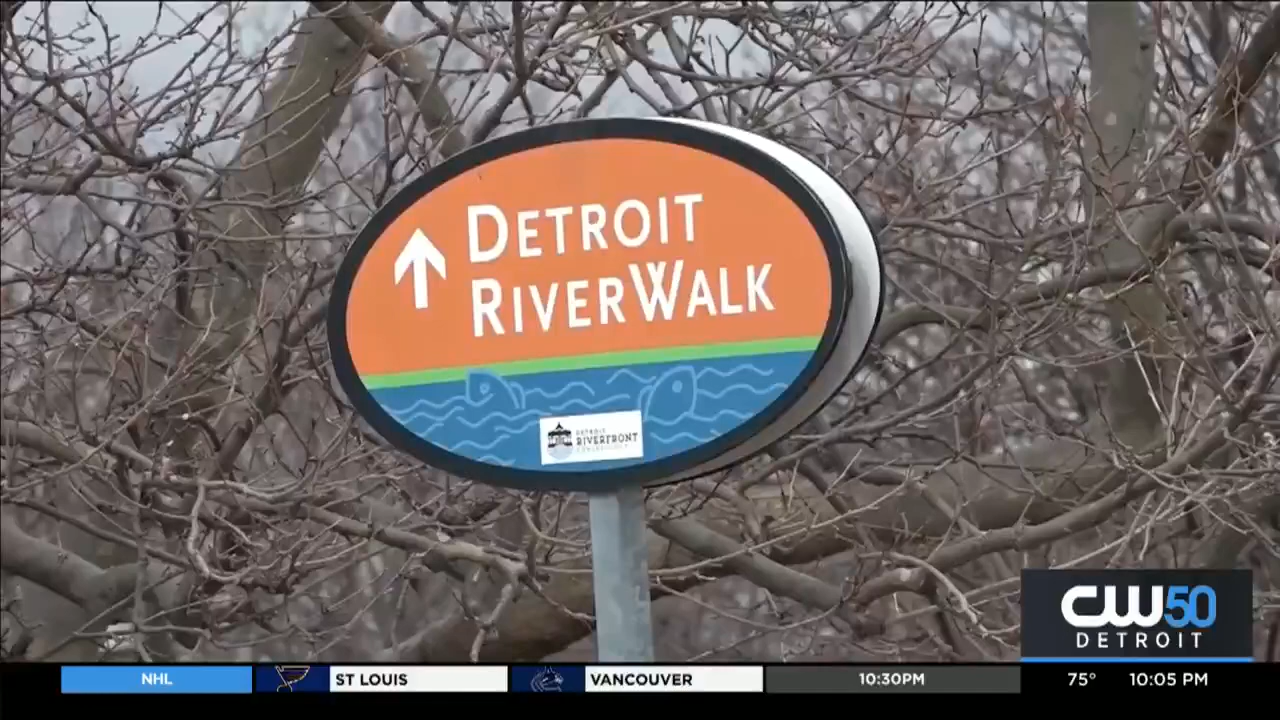 DETROIT
RIVERWALK
DETROIT
RIVERFRONT
CW50
DETROIT
NHL ST LOUIS VANCOUVER 10:30PM 75° 10:05 PM